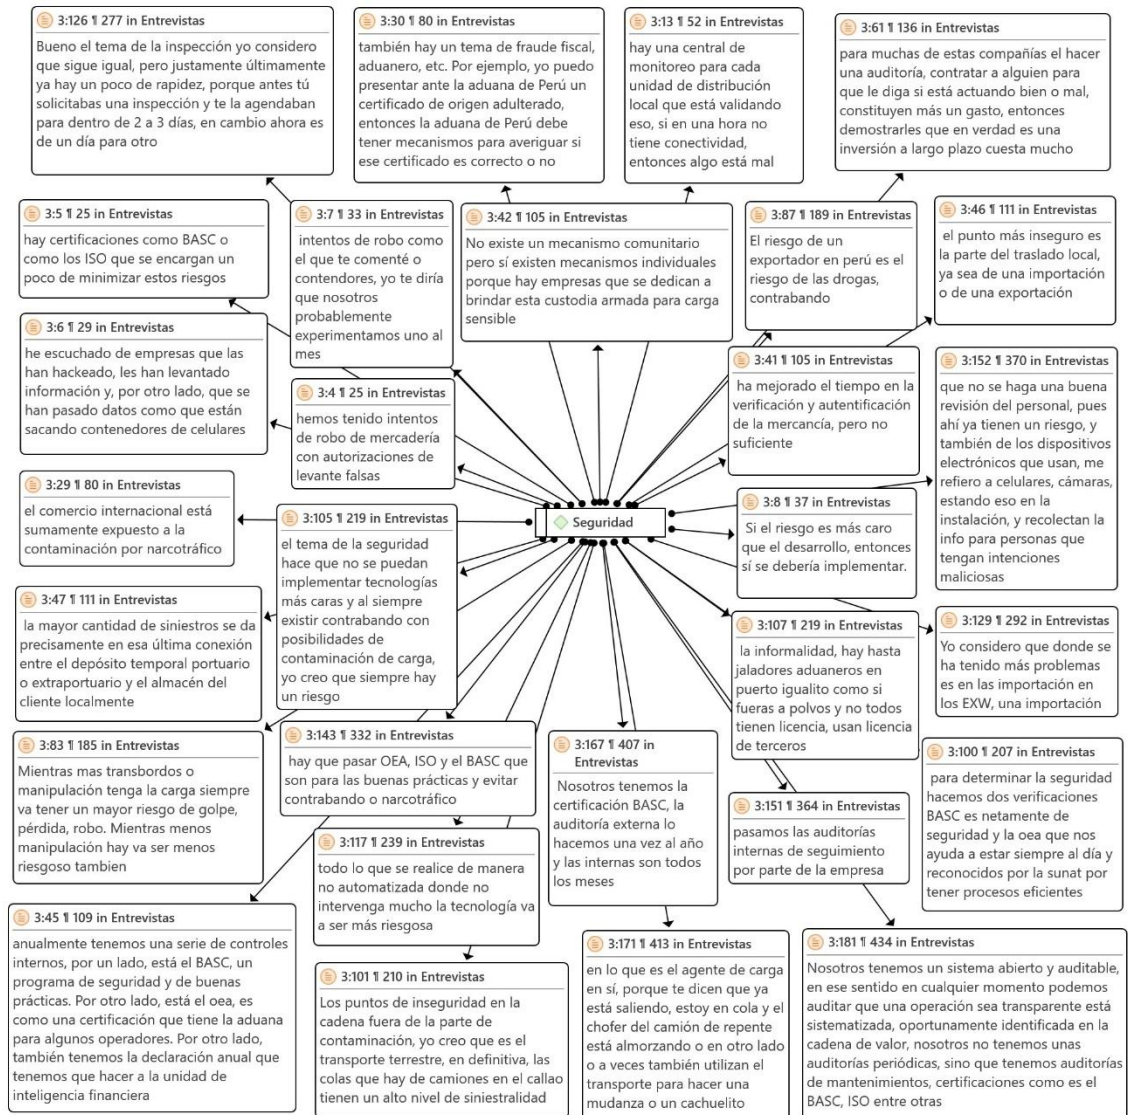 3:126 ¶ 277 in Entrevistas
Bueno el tema de la inspección yo considero
que sigue igual, pero justamente últimamente
ya hay un poco de rapidez, porque antes tú
solicitabas una inspección y te la agendaban
para dentro de 2 a 3 días, en cambio ahora es
de un día para otro
3:30 ¶ 80 in Entrevistas
también hay un tema de fraude fiscal,
aduanero, etc. Por ejemplo, yo puedo
presentar ante la aduana de Perú un
certificado de origen adulterado,
entonces la aduana de Perú debe
tener mecanismos para averiguar si
ese certificado es correcto o no
3:13 ¶ 52 in Entrevistas
hay una central de
monitoreo para cada
unidad de distribución
local que está validando
eso, si en una hora no
tiene conectividad,
entonces algo está mal
3:61 ¶ 136 in Entrevistas
para muchas de estas compañías el hacer
una auditoría, contratar a alguien para
que le diga si está actuando bien o mal,
constituyen más un gasto, entonces
demostrarles que en verdad es una
inversión a largo plazo cuesta mucho
3:5 ¶ 25 in Entrevistas
hay certificaciones como BASC o
como los ISO que se encargan un
poco de minimizar estos riesgos
3:7 ¶ 33 in Entrevistas
intentos de robo como
el que te comenté o
contendores, yo te diría
que nosotros
probablemente
experimentamos uno al
mes
3:42 ¶ 105 in Entrevistas
No existe un mecanismo comunitario
pero sí existen mecanismos individuales
porque hay empresas que se dedican a
brindar esta custodia armada para carga
sensible
3:87 ¶ 189 in Entrevistas
El riesgo de un
exportador en perú es el
riesgo de las drogas,
contrabando
3:46 ¶ 111 in Entrevistas
el punto más inseguro es
la parte del traslado local,
ya sea de una importación
o de una exportación
3:6 ¶ 29 in Entrevistas
he escuchado de empresas que las
han hackeado, les han levantado
información y, por otro lado, que se
han pasado datos como que están
sacando contenedores de celulares
3:4 ¶ 25 in Entrevistas
hemos tenido intentos
de robo de mercadería
con autorizaciones de
levante falsas
3:41 ¶ 105 in Entrevistas
ha mejorado el tiempo en la
verificación y autentificación
de la mercancía, pero no
suficiente
3:152 ¶ 370 in Entrevistas
que no se haga una buena
revisión del personal, pues
ahí ya tienen un riesgo, y
también de los dispositivos
electrónicos que usan, me
refiero a celulares, cámaras,
estando eso en la
instalación, y recolectan la
info para personas que
tengan intenciones
maliciosas
3:29 ¶ 80 in Entrevistas
el comercio internacional está
sumamente expuesto a la
contaminación por narcotráfico
3:105 ¶ 219 in Entrevistas
el tema de la seguridad
hace que no se puedan
implementar tecnologías
más caras y al siempre
existir contrabando con
posibilidades de
contaminación de carga,
yo creo que siempre hay
un riesgo
Seguridad
3:8 ¶ 37 in Entrevistas
Si el riesgo es más caro
que el desarrollo, entonces
sí se debería implementar.
3:47 ¶ 111 in Entrevistas
la mayor cantidad de siniestros se da
precisamente en esa última conexión
entre el depósito temporal portuario
o extraportuario y el almacén del
cliente localmente
3:107 ¶ 219 in Entrevistas
la informalidad, hay hasta
jaladores aduaneros en
puerto igualito como si
fueras a polvos y no todos
tienen licencia, usan licencia
de terceros
3:129 ¶ 292 in Entrevistas
Yo considero que donde se
ha tenido más problemas
es en las importación en
los EXW, una importación
3:83 ¶ 185 in Entrevistas
Mientras mas transbordos o
manipulación tenga la carga siempre
va tener un mayor riesgo de golpe,
pérdida, robo. Mientras menos
manipulación hay va ser menos
riesgoso tambien
3:143 ¶ 332 in Entrevistas
hay que pasar OEA, ISO y el BASC que
son para las buenas prácticas y evitar
contrabando o narcotráfico
3:167 ¶ 407 in
Entrevistas
Nosotros tenemos la
certificación BASC, la
auditoría externa lo
hacemos una vez al año
y las internas son todos
los meses
3:151 ¶ 364 in Entrevistas
pasamos las auditorías
internas de seguimiento
por parte de la empresa
3:100 ¶ 207 in Entrevistas
para determinar la seguridad
hacemos dos verificaciones
BASC es netamente de
seguridad y la oea que nos
ayuda a estar siempre al día y
reconocidos por la sunat por
tener procesos eficientes
3:117 ¶ 239 in Entrevistas
todo lo que se realice de manera
no automatizada donde no
intervenga mucho la tecnología va
a ser más riesgosa
3:45 ¶ 109 in Entrevistas
anualmente tenemos una serie de controles
internos, por un lado, está el BASC, un
programa de seguridad y de buenas
prácticas. Por otro lado, está el oea, es
como una certificación que tiene la aduana
para algunos operadores. Por otro lado,
también tenemos la declaración anual que
tenemos que hacer a la unidad de
inteligencia financiera
3:101 ¶ 210 in Entrevistas
Los puntos de inseguridad en la
cadena fuera de la parte de
contaminación, yo creo que es el
transporte terrestre, en definitiva, las
colas que hay de camiones en el callao
tienen un alto nivel de siniestralidad
3:171 ¶ 413 in Entrevistas
en lo que es el agente de carga
en sí, porque te dicen que ya
está saliendo, estoy en cola y el
chofer del camión de repente
está almorzando o en otro lado
o a veces también utilizan el
transporte para hacer una
mudanza o un cachuelito
3:181 ¶ 434 in Entrevistas
Nosotros tenemos un sistema abierto y auditable,
en ese sentido en cualquier momento podemos
auditar que una operación sea transparente está
sistematizada, oportunamente identificada en la
cadena de valor, nosotros no tenemos unas
auditorías periódicas, sino que tenemos auditorías
de mantenimientos, certificaciones como es el
BASC, ISO entre otras